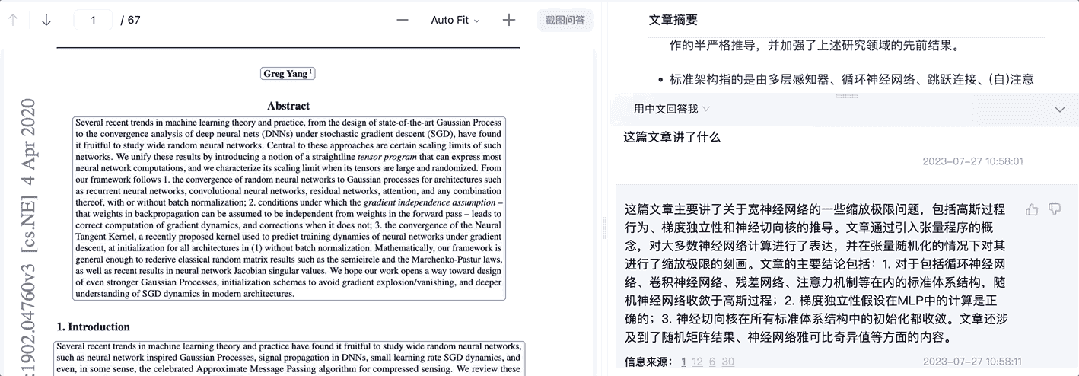 1 / 67
Auto Fit
截图问答
:1902.04760v3 [cs.NE] 4 Apr 2020
Greg Yang 1
Abstract
Several recent trends in machine learning theory and practice, from the design of state-of-the-art Gaussian Process
to the convergence analysis of deep neural nets (DNNs) under stochastic gradient descent (SGD), have found
it fruitful to study wide random neural networks. Central to these approaches are certain scaling limits of such
networks. We unify these results by introducing a notion of a straightline tensor program that can express most
neural network computations, and we characterize its scaling limit when its tensors are large and randomized. From
our framework follows 1. the convergence of random neural networks to Gaussian processes for architectures such
as recurrent neural networks, convolutional neural networks, residual networks, attention, and any combination
thereof, with or without batch normalization; 2. conditions under which the gradient independence assumption –
that weights in backpropagation can be assumed to be independent from weights in the forward pass – leads to
correct computation of gradient dynamics, and corrections when it does not; 3. the convergence of the Neural
Tangent Kernel, a recently proposed kernel used to predict training dynamics of neural networks under gradient
descent, at initialization for all architectures in (1) without batch normalization. Mathematically, our framework is
general enough to rederive classical random matrix results such as the semicircle and the Marchenko-Pastur laws,
as well as recent results in neural network Jacobian singular values. We hope our work opens a way toward design
of even stronger Gaussian Processes, initialization schemes to avoid gradient explosion/vanishing, and deeper
understanding of SGD dynamics in modern architectures.
1. Introduction
Several recent trends in machine learning theory and practice have found it fruitful to study wide random neural networks,
such as neural network inspired Gaussian Processes, signal propagation in DNNs, small learning rate SGD dynamics, and
even, in some sense, the celebrated Approximate Message Passing algorithm for compressed sensing. We review these
文章摘要
作的半严格推导，并加强了上述研究领域的先前结果。
• 标准架构指的是由多层感知器、循环神经网络、跳跃连接、(自)注意
用中文回答我
这篇文章讲了什么
2023-07-27 10:58:01
这篇文章主要讲了关于宽神经网络的一些缩放极限问题，包括高斯过程
行为、梯度独立性和神经切向核的推导。文章通过引入张量程序的概
念，对大多数神经网络计算进行了表达，并在张量随机化的情况下对其
进行了缩放极限的刻画。文章的主要结论包括：1. 对于包括循环神经网
络、卷积神经网络、残差网络、注意力机制等在内的标准体系结构，随
机神经网络收敛于高斯过程；2. 梯度独立性假设在MLP中的计算是正
确的；3. 神经切向核在所有标准体系结构中的初始化都收敛。文章还涉
及到了随机矩阵结果、神经网络雅可比奇异值等方面的内容。
信息来源： 1 12 6 30
2023-07-27 10:58:11